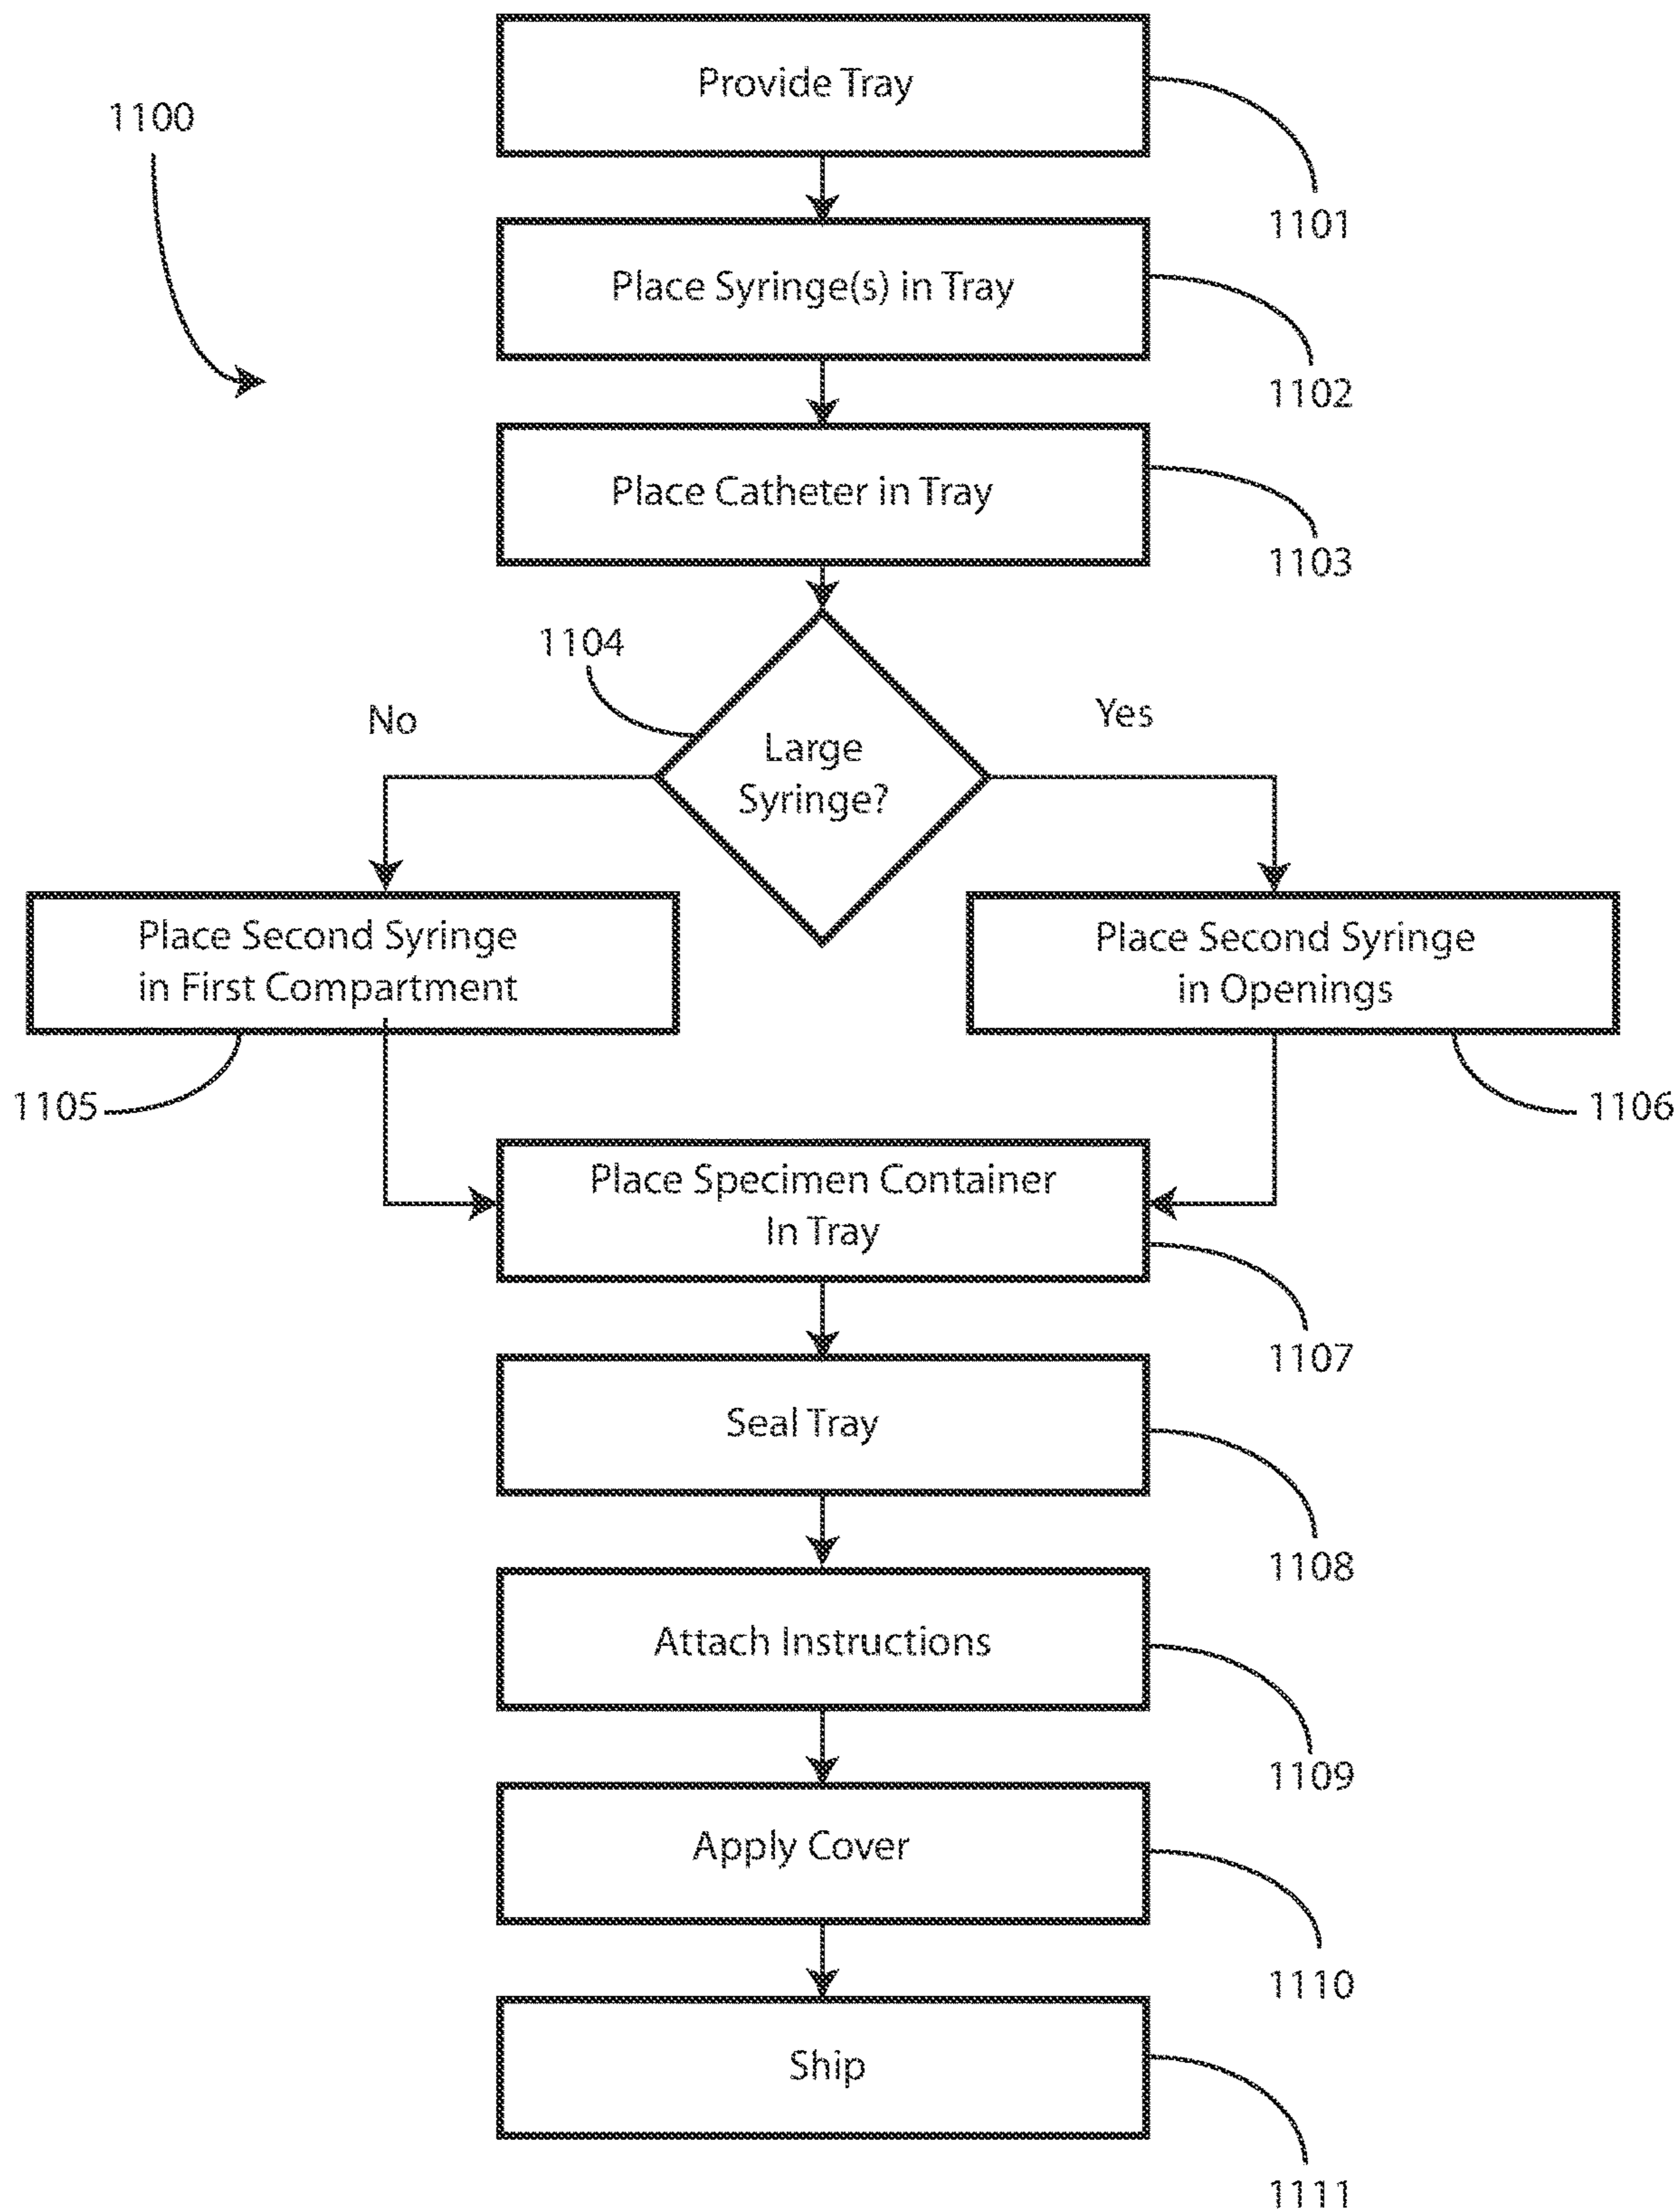 Provide Tray
1100
1101
Place Syringe(s) in Tray
1102
Place Catheter in Tray
1103
1104
No
Yes
Large
Syringe?
Place Second Syringe
in First Compartment
Place Second Syringe
in Openings
1105
1106
Place Specimen Container
In Tray
1107
Seal Tray
1108
Attach Instructions
1109
Apply Cover
1110
Ship
1111